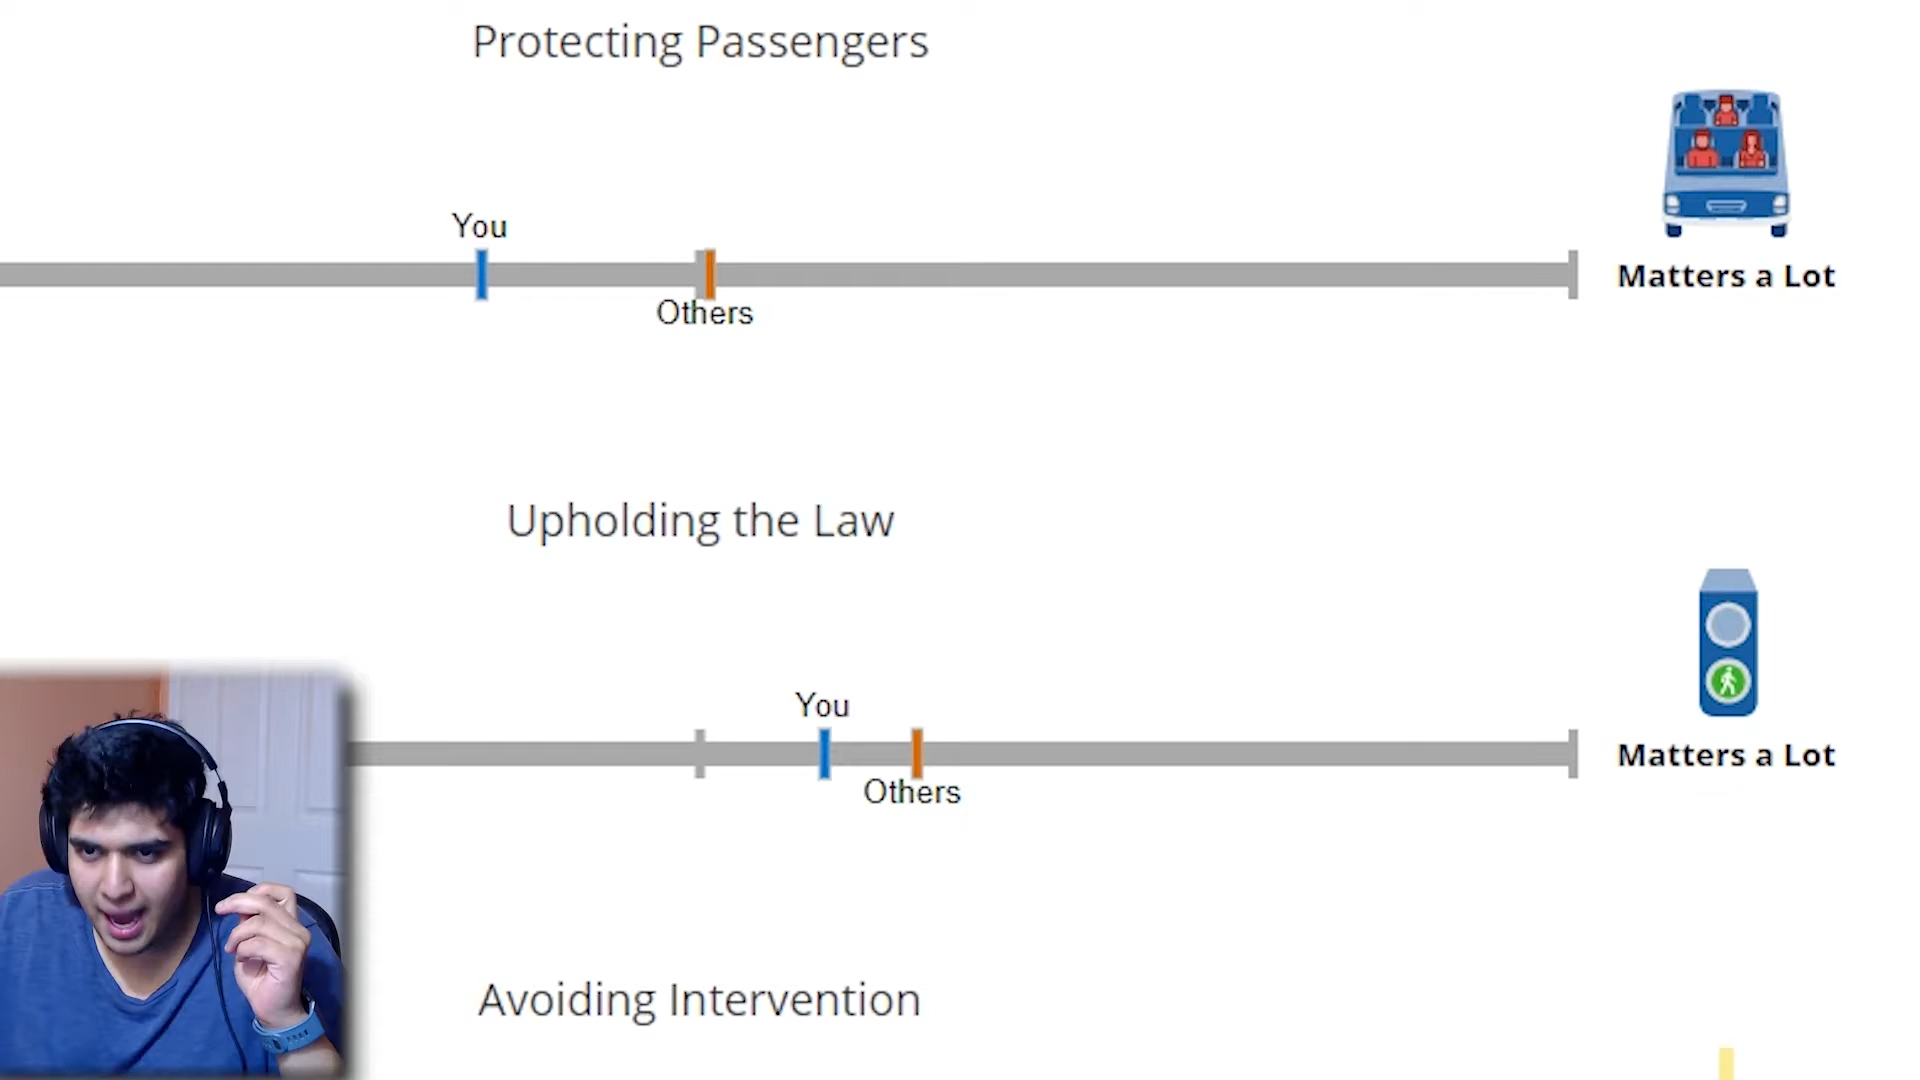 Protecting Passengers
You
Others
Matters a Lot
Upholding the Law
You
Others
Matters a Lot
Avoiding Intervention